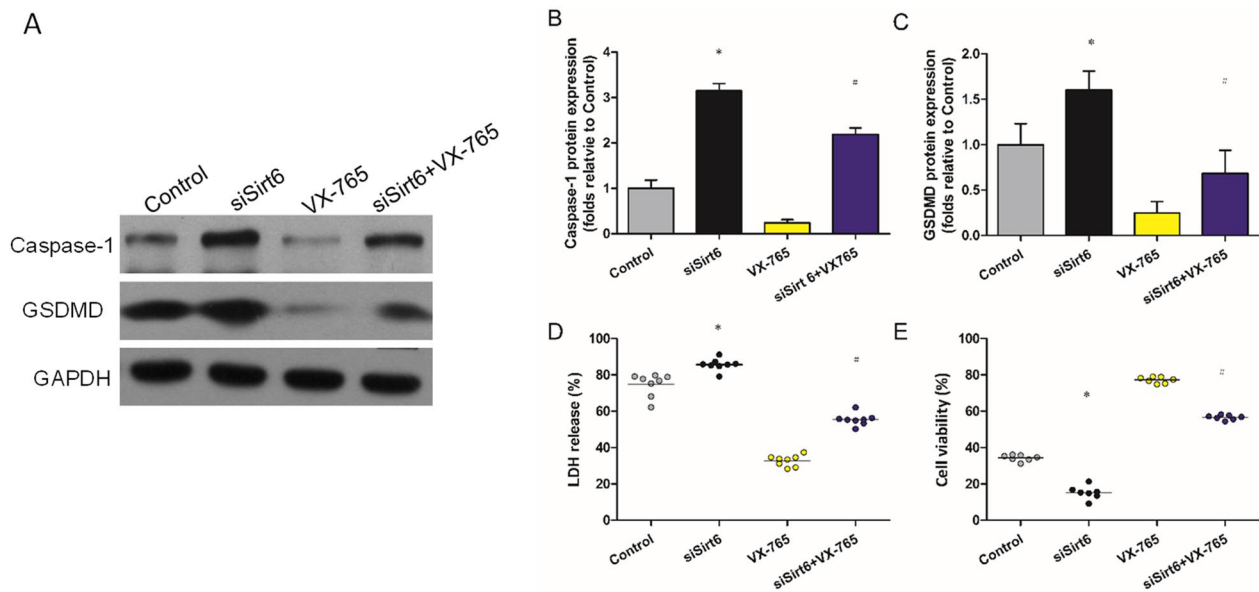 A
Control
siSirt6
VX-765
siSirt6+VX-765
Caspase-1
GSDMD
GAPDH
B
Caspase-1 protein expression
(folds relatvie to Control)
5
4
3
2
1
0
*
#
Control
siSirt6
VX-765
siSirt 6+VX765
C
GSDMD protein expression
(folds relative to Control)
2.0
1.5
1.0
0.5
0.0
*
#
Control
siSirt6
VX-765
siSirt6+VX-765
D
LDH release (%)
100
80
60
40
20
0
*
#
Control
siSirt6
VX-765
siSirt6+VX-765
E
Cell viability (%)
100
80
60
40
20
0
*
#
Control
siSirt6
VX-765
siSirt6+VX-765